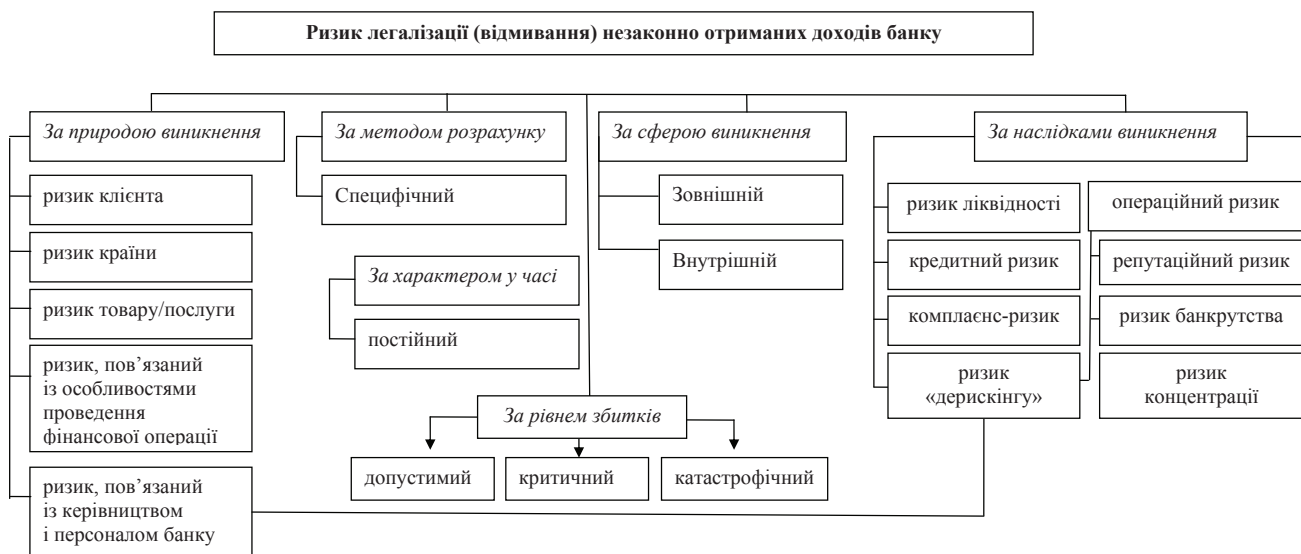 Ризик легалізації (відмивання) незаконно отриманих доходів банку
За природою виникнення
ризик клієнта
ризик країни
ризик товару/послуги
ризик, пов’язаний
із особливостями
проведення
фінансової операції
ризик, пов’язаний
із керівництвом
і персоналом банку
За методом розрахунку
Специфічний
За характером у часі
постійний
За сферою виникнення
Зовнішній
Внутрішній
За рівнем збитків
допустимий
критичний
катастрофічний
За наслідками виникнення
ризик ліквідності
кредитний ризик
комплаєнс-ризик
ризик
«дерискінгу»
операційний ризик
репутаційний ризик
ризик банкрутства
ризик
концентрації